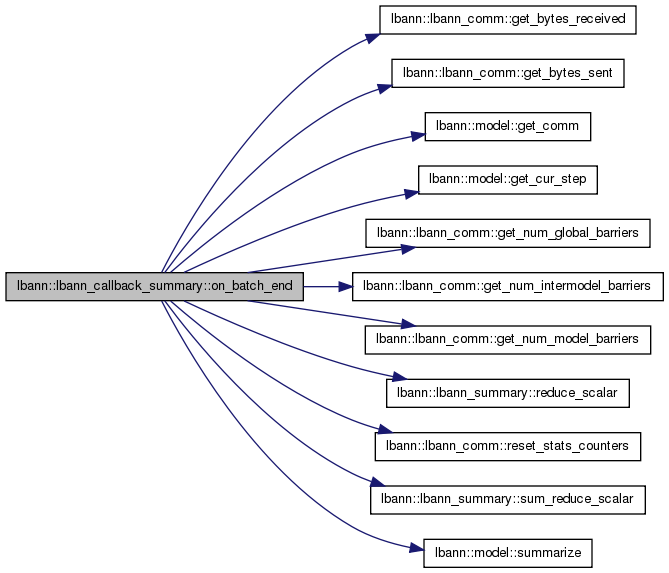 lbann::lbann_comm::get_bytes_received
lbann::lbann_comm::get_bytes_sent
lbann::model::get_comm
lbann::model::get_cur_step
lbann::lbann_comm::get_num_global_barriers
lbann::lbann_callback_summary::on_batch_end
lbann::lbann_comm::get_num_intermodel_barriers
lbann::lbann_comm::get_num_model_barriers
lbann::lbann_summary::reduce_scalar
lbann::lbann_comm::reset_stats_counters
lbann::lbann_summary::sum_reduce_scalar
lbann::model::summarize